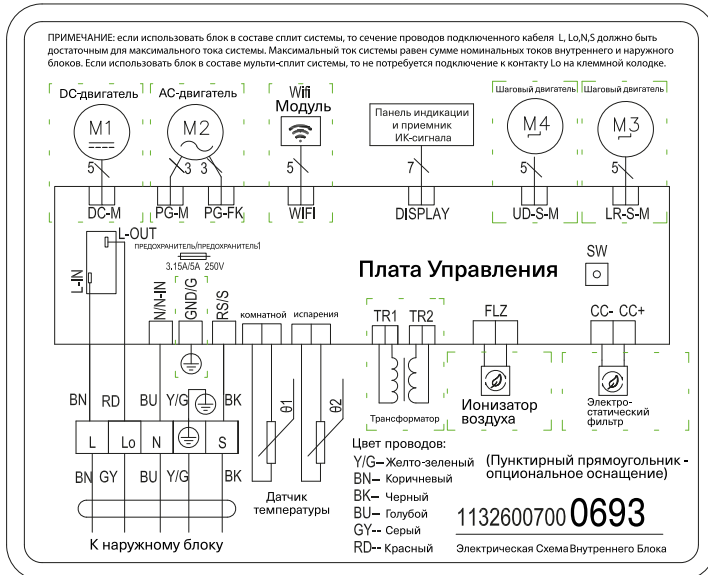 ПРИМЕЧАНИЕ: если использовать блок в составе сплит системы, то сечение проводов подключенного кабеля L, Lo,N,S должно быть
достаточным для максимального тока системы. Максимальный ток системы равен сумме номинальных токов внутреннего и наружного
блоков. Если использовать блок в составе мульти-сплит системы, то не потребуется подключение к контакту Lo на клеммной колодке.
DC-двигатель
AC-двигатель
Wifi
Модуль
Панель индикации
и приемник
ИК-сигнала
Шаговый двигатель
Шаговый двигатель
M1
M2
M4
M3
5
3 3
5
7
5
5
DC-M
PG-M
PG-FK
WIFI
DISPLAY
UD-S-M
LR-S-M
L-OUT
L-IN
ПРЕДОХРАНИТЕЛЬ/ПРЕДОХРАНИТЕЛЬ1
3.15A/5A 250V
Плата Управления
SW
N/N-IN
GND/G
RS/S
комнатной
испарения
TR1
TR2
FLZ
CC- CC+
θ1
θ2
Трансформатор
Ионизатор
воздуха
Электро-
статический
фильтр
BN RD BU Y/G BK
L Lo N S
BN GY BU Y/G BK
Датчик
температуры
К наружному блоку
Цвет проводов:
Y/G– Желто-зеленый
BN– Коричневый
BK– Черный
BU– Голубой
GY-- Серый
RD-- Красный
(Пунктирный прямоугольник -
опциональное оснащение)
1132600700 0693
Электрическая Схема Внутреннего Блока